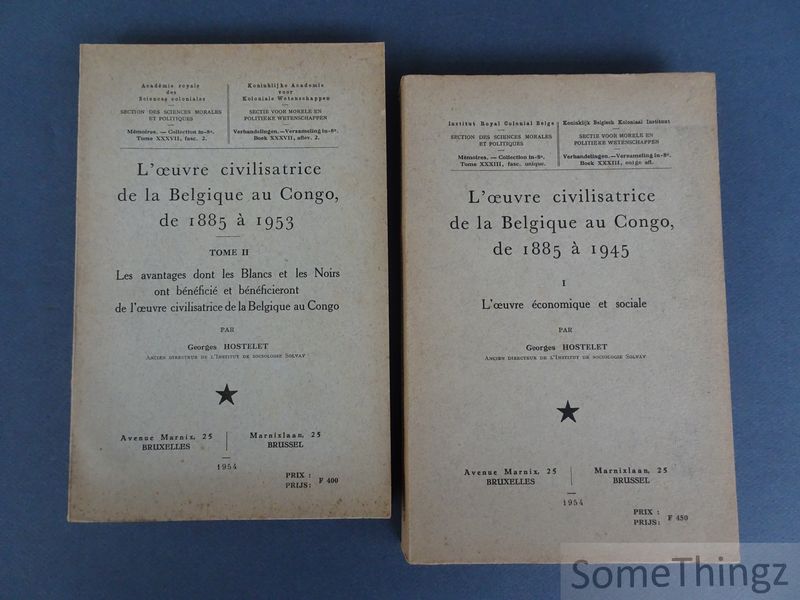 Académie royale
des
Sciences coloniales
SECTION DES SCIENCES MORALES
ET POLITIQUES
Mémoires. — Collection in-8º.
Tome XXXVII, fasc. 2.
Koninklijke Academie
voor
Koloniale Wetenschappen
SECTIE VOOR MORELE EN
POLITIEKE WETENSCHAPPEN
Verhandelingen. — Verzameling in-8º.
Boek XXXVII, aflev. 2.
L'œuvre civilisatrice
de la Belgique au Congo,
de 1885 à 1953
TOME II
Les avantages dont les Blancs et les Noirs
ont bénéficié et bénéficieront
de l'œuvre civilisatrice de la Belgique au Congo
PAR
Georges HOSTELET
ANCIEN DIRECTEUR DE L'INSTITUT DE SOCIOLOGIE SOLVAY
Avenue Marnix, 25
BRUXELLES
Marnixlaan, 25
BRUSSEL
1954
PRIX :
PRIJS:
F 400
Institut Royal Colonial Belge
SECTION DES SCIENCES MORALES
ET POLITIQUES
Mémoires. — Collection in-8º.
Tome XXXIII, fasc. unique.
Koninklijk Belgisch Koloniaal Instituut
SECTIE VOOR MORELE EN
POLITIEKE WETENSCHAPPEN
Verhandelingen. — Verzameling in-8º.
Boek XXXIII, enige afl.
L'œuvre civilisatrice
de la Belgique au Congo,
de 1885 à 1945
I
L'œuvre économique et sociale
PAR
Georges HOSTELET
ANCIEN DIRECTEUR DE L'INSTITUT DE SOCIOLOGIE SOLVAY
Avenue Marnix, 25
BRUXELLES
Marnixlaan, 25
BRUSSEL
1954
PRIX :
PRIJS:
F 450
SomeThingz